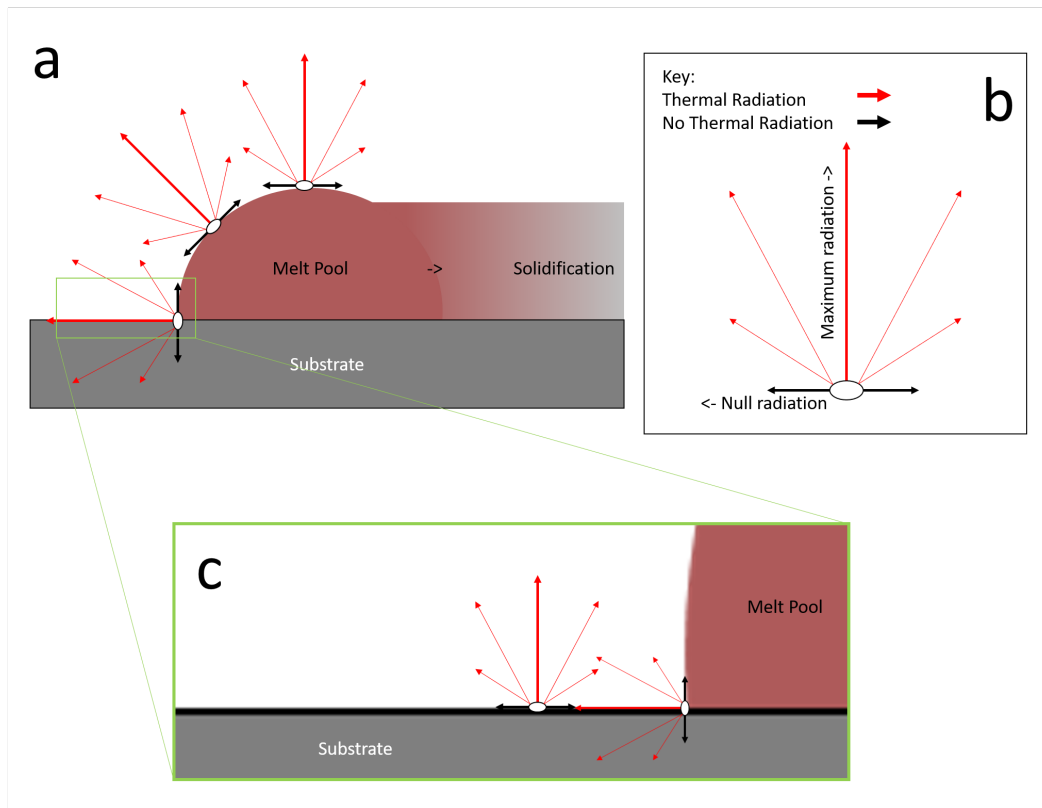 a
Melt Pool
->
Solidification
Substrate
Key:
Thermal Radiation
No Thermal Radiation
b
Maximum radiation ->
<- Null radiation
c
Melt Pool
Substrate